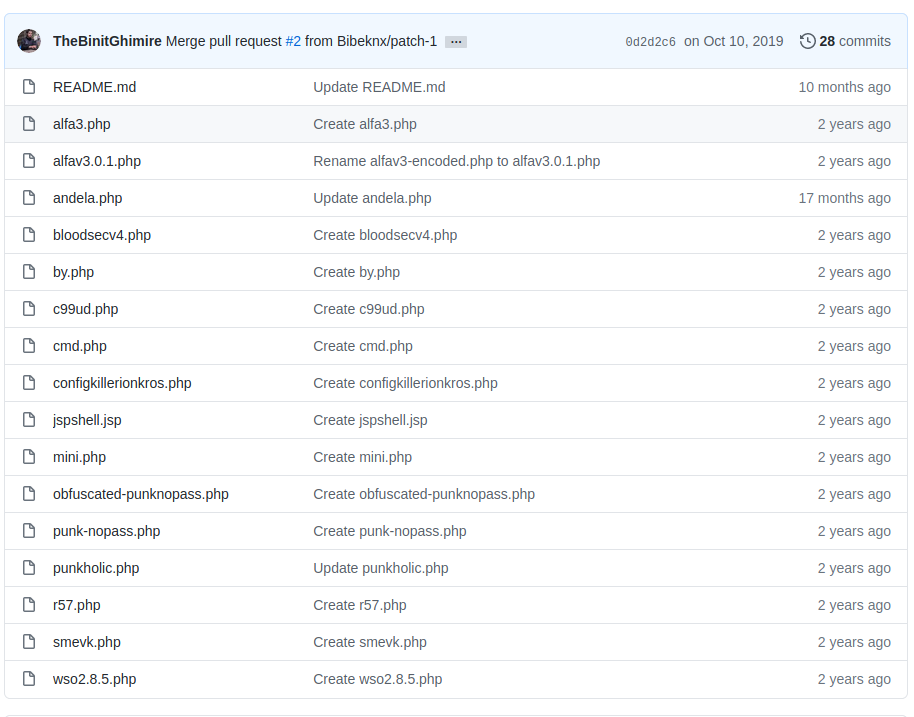 TheBinitGhimire Merge pull request #2 from Bibeknx/patch-1 ... 0d2d2c6 on Oct 10, 2019 28 commits
README.md Update README.md 10 months ago
alfa3.php Create alfa3.php 2 years ago
alfav3.0.1.php Rename alfav3-encoded.php to alfav3.0.1.php 2 years ago
andela.php Update andela.php 17 months ago
bloodsecv4.php Create bloodsecv4.php 2 years ago
by.php Create by.php 2 years ago
c99ud.php Create c99ud.php 2 years ago
cmd.php Create cmd.php 2 years ago
configkillerionkros.php Create configkillerionkros.php 2 years ago
jspshell.jsp Create jspshell.jsp 2 years ago
mini.php Create mini.php 2 years ago
obfuscated-punknopass.php Create obfuscated-punknopass.php 2 years ago
punk-nopass.php Create punk-nopass.php 2 years ago
punkholic.php Update punkholic.php 2 years ago
r57.php Create r57.php 2 years ago
smevk.php Create smevk.php 2 years ago
wso2.8.5.php Create wso2.8.5.php 2 years ago